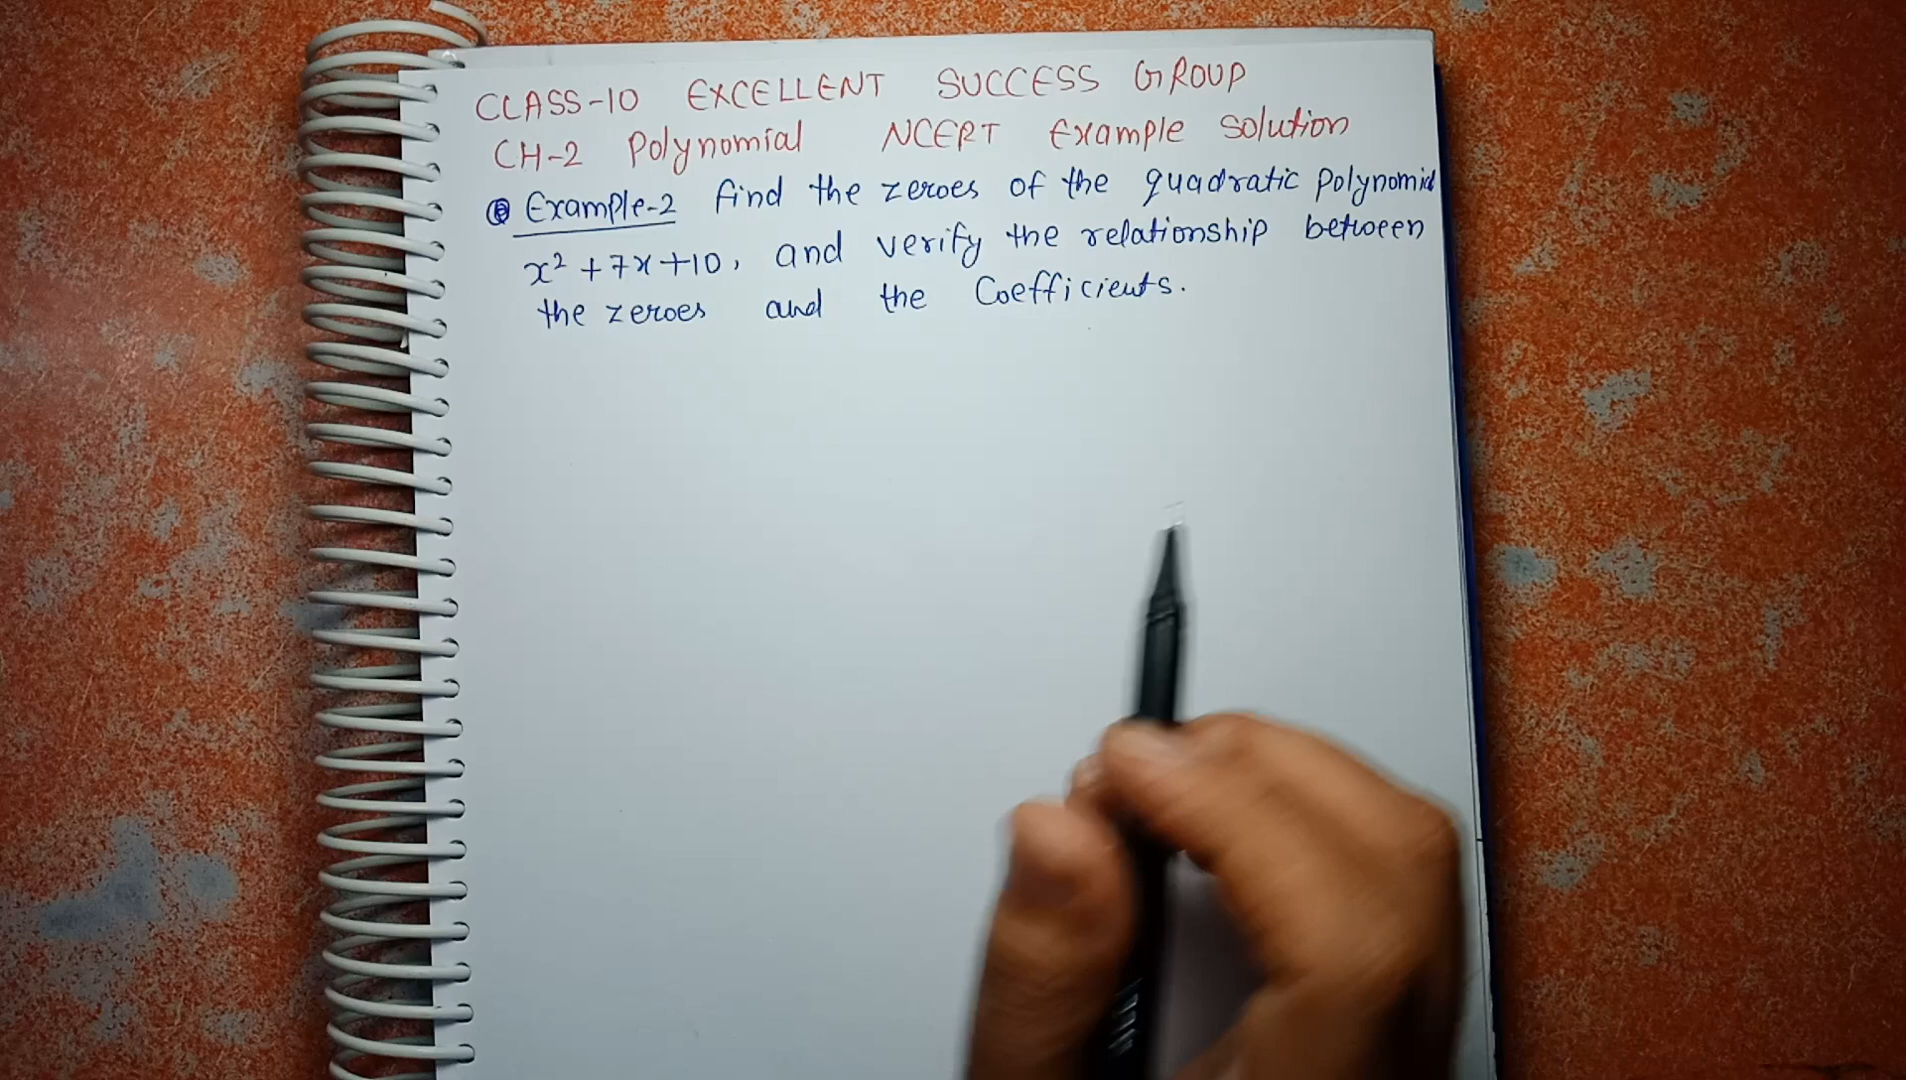 CLASS-10 EXCELLENT SUCCESS GROUP
CH-2 Polynomial NCERT Example Solution
Example-2 find the zeroes of the quadratic Polynomial
x² + 7x + 10, and verify the relationship between
the zeroes and the Coefficients.